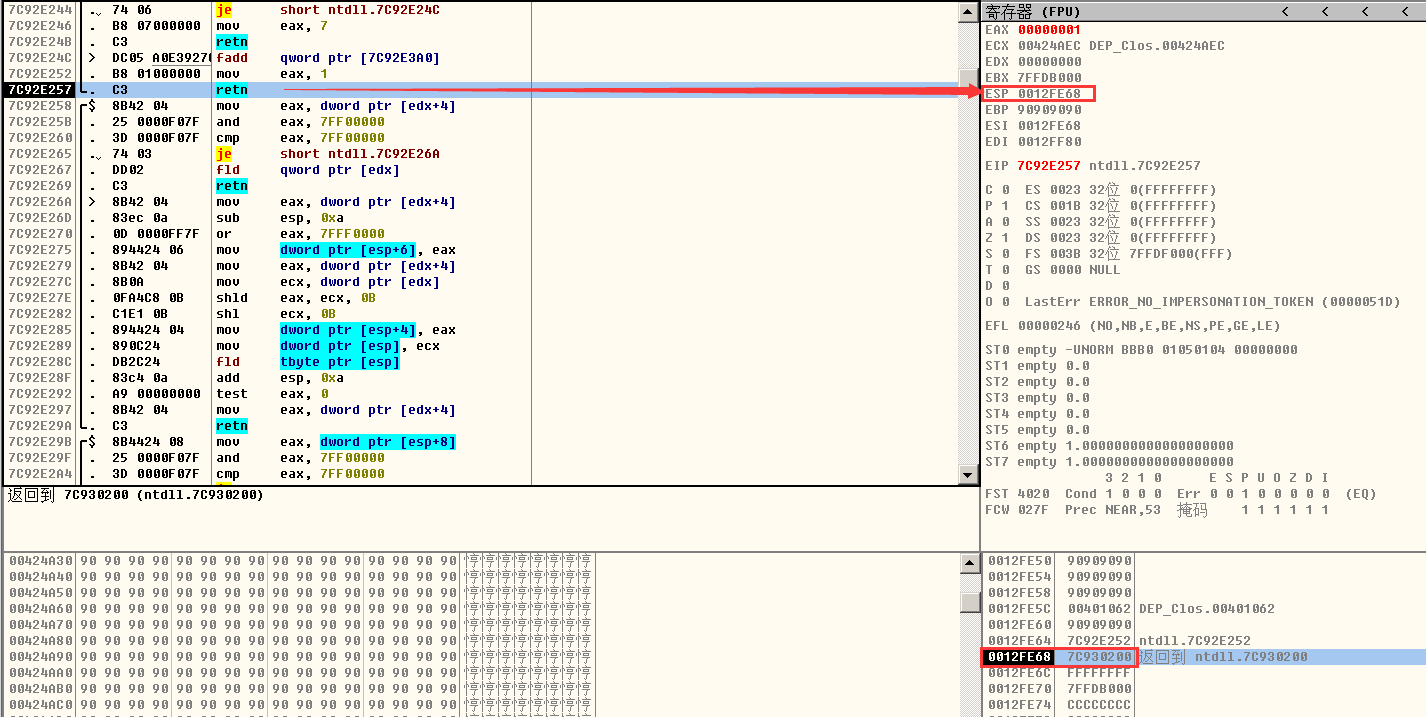 7C92E244 . 74 06 je short ntdll.7C92E24C
7C92E246 . B8 07000000 mov eax, 7
7C92E24B . C3 retn
7C92E24C > DC05 A0E3927 fadd qword ptr [7C92E3A0]
7C92E252 . B8 01000000 mov eax, 1
7C92E257 . C3 retn
7C92E258 $ 8B42 04 mov eax, dword ptr [edx+4]
7C92E25B . 25 0000F07F and eax, 7FF00000
7C92E260 . 3D 0000F07F cmp eax, 7FF00000
7C92E265 . 74 03 je short ntdll.7C92E26A
7C92E267 . DD02 fld qword ptr [edx]
7C92E269 . C3 retn
7C92E26A > 8B42 04 mov eax, dword ptr [edx+4]
7C92E26D . 83ec 0a sub esp, 0xa
7C92E270 . 0D 0000FF7F or eax, 7FFF0000
7C92E275 . 894424 06 mov dword ptr [esp+6], eax
7C92E279 . 8B42 04 mov eax, dword ptr [edx+4]
7C92E27C . 8B0A mov ecx, dword ptr [edx]
7C92E27E . 0FA4C8 0B shld eax, ecx, 0B
7C92E282 . C1E1 0B shl ecx, 0B
7C92E285 . 894424 04 mov dword ptr [esp+4], eax
7C92E289 . 890C24 mov dword ptr [esp], ecx
7C92E28C . DB2C24 fld tbyte ptr [esp]
7C92E28F . 83c4 0a add esp, 0xa
7C92E292 . A9 00000000 test eax, 0
7C92E297 . 8B42 04 mov eax, dword ptr [edx+4]
7C92E29A . C3 retn
7C92E29B $ 8B4424 08 mov eax, dword ptr [esp+8]
7C92E29F . 25 0000F07F and eax, 7FF00000
7C92E2A4 . 3D 0000F07F cmp eax, 7FF00000
返回到 7C930200 (ntdll.7C930200)
寄存器 (FPU) < < < <
EAX 00000001
ECX 00424AEC DEP_Clos.00424AEC
EDX 00000000
EBX 7FFDB000
ESP 0012FE68
EBP 90909090
ESI 0012FE68
EDI 0012FF80
EIP 7C92E257 ntdll.7C92E257
C 0 ES 0023 32位 0(FFFFFFFF)
P 1 CS 001B 32位 0(FFFFFFFF)
A 0 SS 0023 32位 0(FFFFFFFF)
Z 1 DS 0023 32位 0(FFFFFFFF)
S 0 FS 003B 32位 7FFDF000(FFF)
T 0 GS 0000 NULL
D 0
O 0 LastErr ERROR_NO_IMPERSONATION_TOKEN (0000051D)
EFL 00000246 (NO,NB,E,BE,NS,PE,GE,LE)
ST0 empty -UNORM BBB0 01050104 00000000
ST1 empty 0.0
ST2 empty 0.0
ST3 empty 0.0
ST4 empty 0.0
ST5 empty 0.0
ST6 empty 1.0000000000000000000
ST7 empty 1.0000000000000000000
3 2 1 0 E S P U O Z D I
FST 4020 Cond 1 0 0 0 Err 0 0 1 0 0 0 0 0 (EQ)
FCW 027F Prec NEAR,53 掩码 1 1 1 1 1 1
00424A30 90 90 90 90 90 90 90 90 90 90 90 90 90 90 90 90
00424A40 90 90 90 90 90 90 90 90 90 90 90 90 90 90 90 90
00424A50 90 90 90 90 90 90 90 90 90 90 90 90 90 90 90 90
00424A60 90 90 90 90 90 90 90 90 90 90 90 90 90 90 90 90
00424A70 90 90 90 90 90 90 90 90 90 90 90 90 90 90 90 90
00424A80 90 90 90 90 90 90 90 90 90 90 90 90 90 90 90 90
00424A90 90 90 90 90 90 90 90 90 90 90 90 90 90 90 90 90
00424AA0 90 90 90 90 90 90 90 90 90 90 90 90 90 90 90 90
00424AB0 90 90 90 90 90 90 90 90 90 90 90 90 90 90 90 90
00424AC0 90 90 90 90 90 90 90 90 90 90 90 90 90 90 90 90
0012FE50 90909090
0012FE54 90909090
0012FE58 90909090
0012FE5C 00401062 DEP_Clos.00401062
0012FE60 90909090
0012FE64 7C92E252 ntdll.7C92E252
0012FE68 7C930200 返回到 ntdll.7C930200
0012FE6C FFFFFFFF
0012FE70 7FFDB000
0012FE74 CCCCCCCC